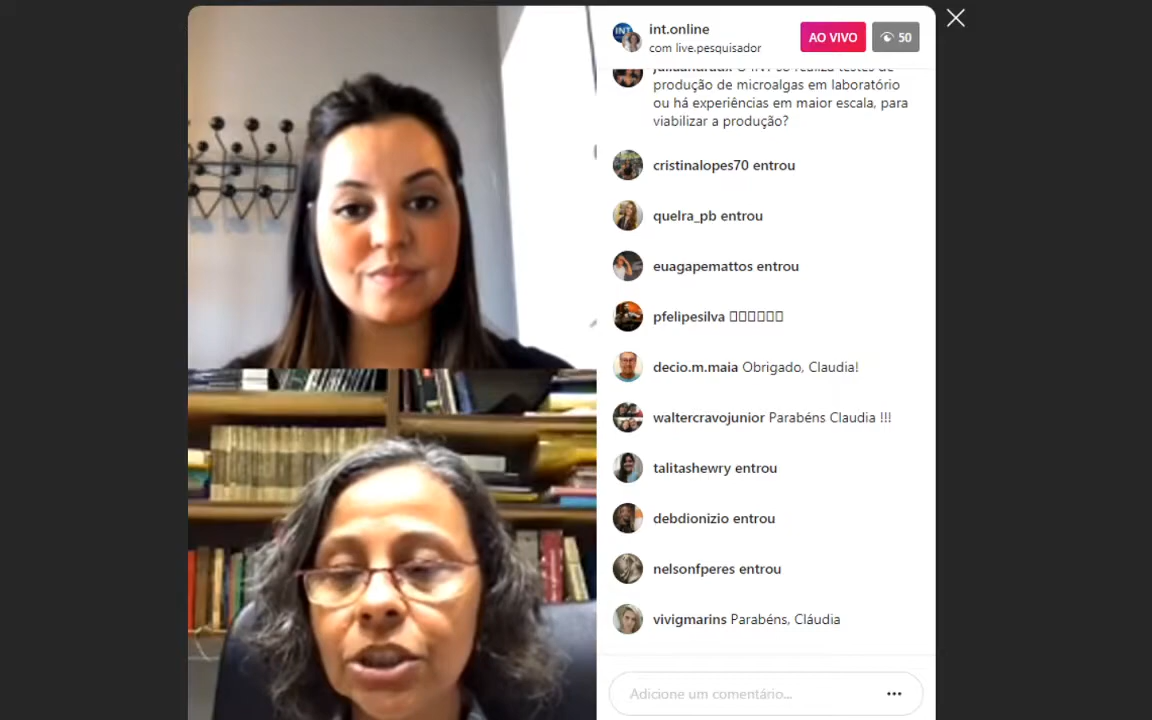 INT
int.online
com live.pesquisador
AO VIVO
50
produção de microalgas em laboratório
ou há experiências em maior escala, para
viabilizar a produção?
cristinalopes70 entrou
quelra_pb entrou
euagapemattos entrou
pfelipesilva
decio.m.maia Obrigado, Claudia!
waltercravojunior Parabéns Claudia !!!
talitashewry entrou
debdionizio entrou
nelsonfperes entrou
vivigmarins Parabéns, Cláudia
Adicione um comentário...